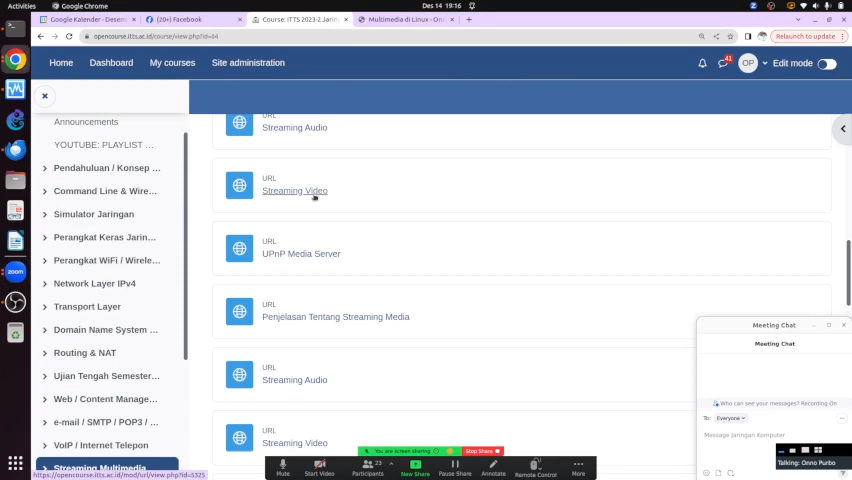 Activities
Google Chrome
Des 14 19:16
Google Kalender - Desem
(20+) Facebook
Course: ITTS 2023-2 Jarin
Multimedia di Linux - Onn
opencourse.itts.ac.id/course/view.php?id=64
Relaunch to update
Home
Dashboard
My courses
Site administration
41
OP
Edit mode
Announcements
YOUTUBE: PLAYLIST ...
Pendahuluan / Konsep ...
Command Line & Wire...
Simulator Jaringan
Perangkat Keras Jarin...
Perangkat WiFi / Wirele...
Network Layer IPv4
Transport Layer
Domain Name System ...
Routing & NAT
Ujian Tengah Semester...
Web / Content Manage...
e-mail / SMTP / POP3 / ...
VoIP / Internet Telepon
Streaming Multimedia
Streaming Audio
URL
Streaming Video
URL
UPnP Media Server
URL
Penjelasan Tentang Streaming Media
URL
Streaming Audio
URL
Streaming Video
Meeting Chat
Meeting Chat
Who can see your messages? Recording On
To: Everyone
Message Jaringan Komputer
Talking: Onno Purbo
You are screen sharing
Stop Share
Mute
Start Video
23
Participants
New Share
Pause Share
Annotate
Remote Control
More
https://opencourse.itts.ac.id/mod/url/view.php?id=5325